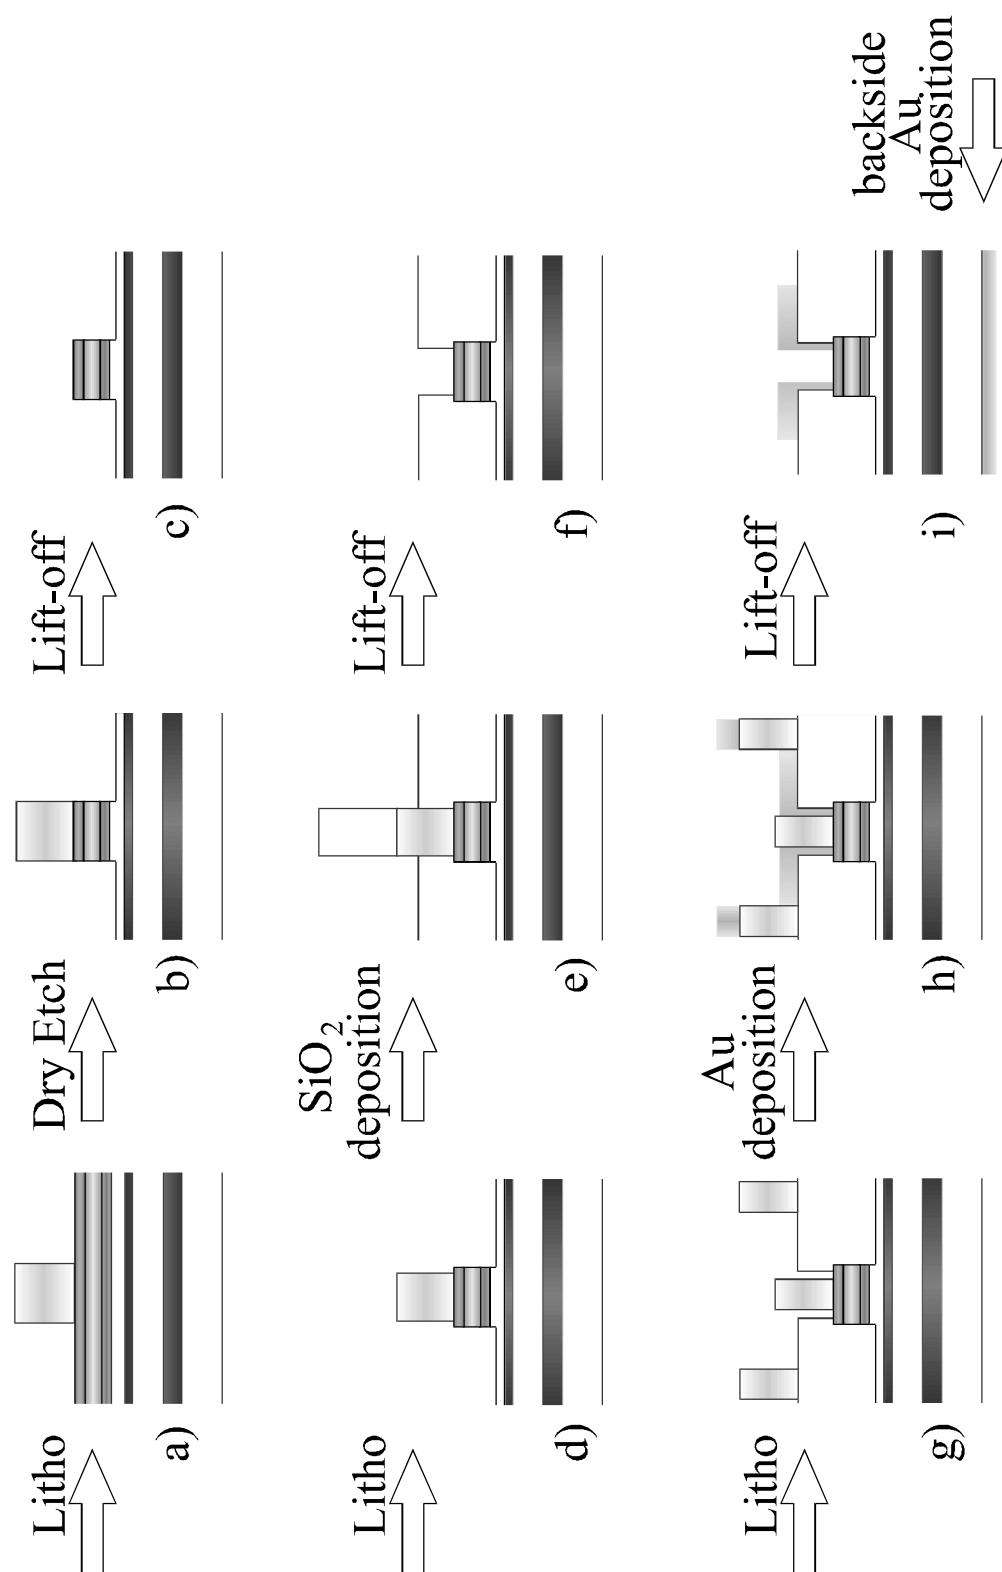 Litho
a)
Dry Etch
b)
Lift-off
c)
Litho
d)
SiO₂
deposition
e)
Lift-off
f)
Litho
g)
Au
deposition
h)
Lift-off
i)
backside
Au
deposition